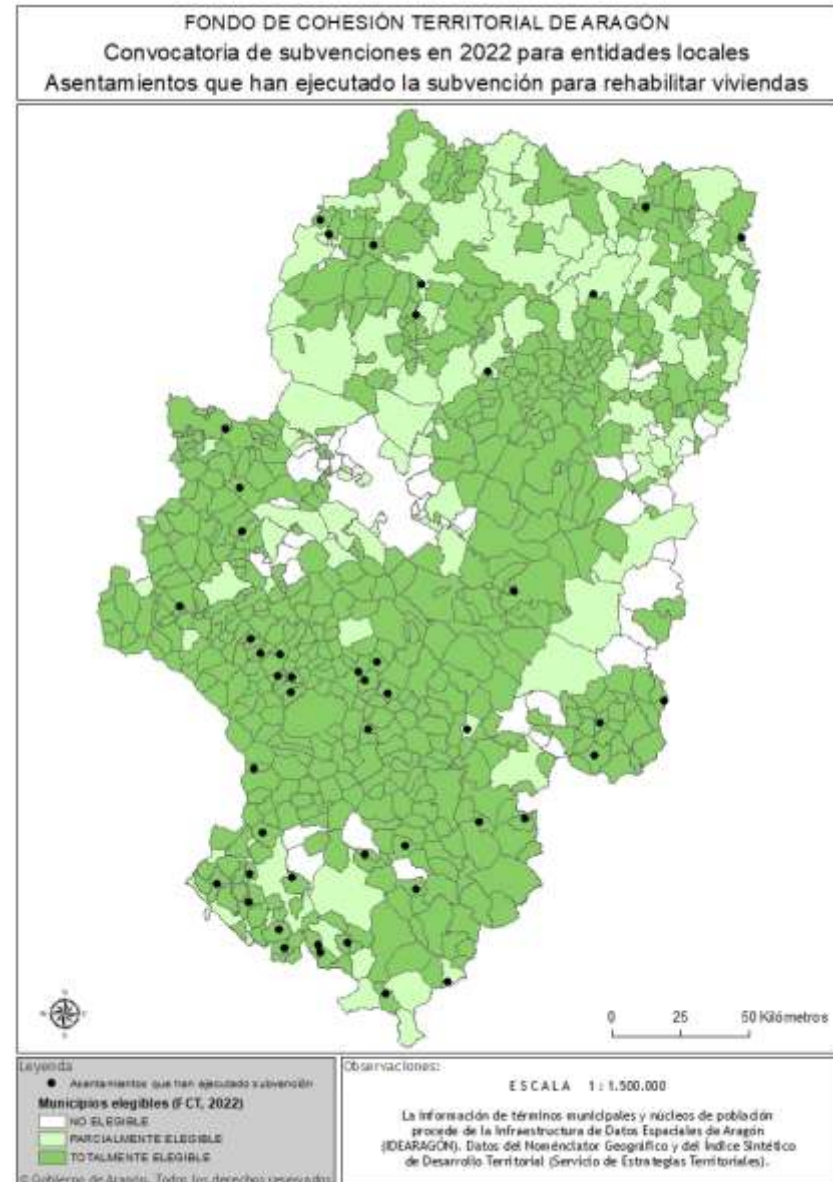 FONDO DE COHESIÓN TERRITORIAL DE ARAGÓN
Convocatoria de subvenciones en 2022 para entidades locales
Asentamientos que han ejecutado la subvención para rehabilitar viviendas
0 25 50 Kilómetros
Leyenda
Asentamientos que han ejecutado subvención
Municipios elegibles (FCT, 2022)
NO ELEGIBLE
PARCIALMENTE ELEGIBLE
TOTALMENTE ELEGIBLE
© Gobierno de Aragón. Todos los derechos reservados
Observaciones:
ESCALA 1:1.500.000
La información de términos municipales y núcleos de población
procede de la Infraestructura de Datos Espaciales de Aragón
(IDEARAGÓN). Datos del Nomenclator Geográfico y del Índice Sintético
de Desarrollo Territorial (Servicio de Estrategias Territoriales).